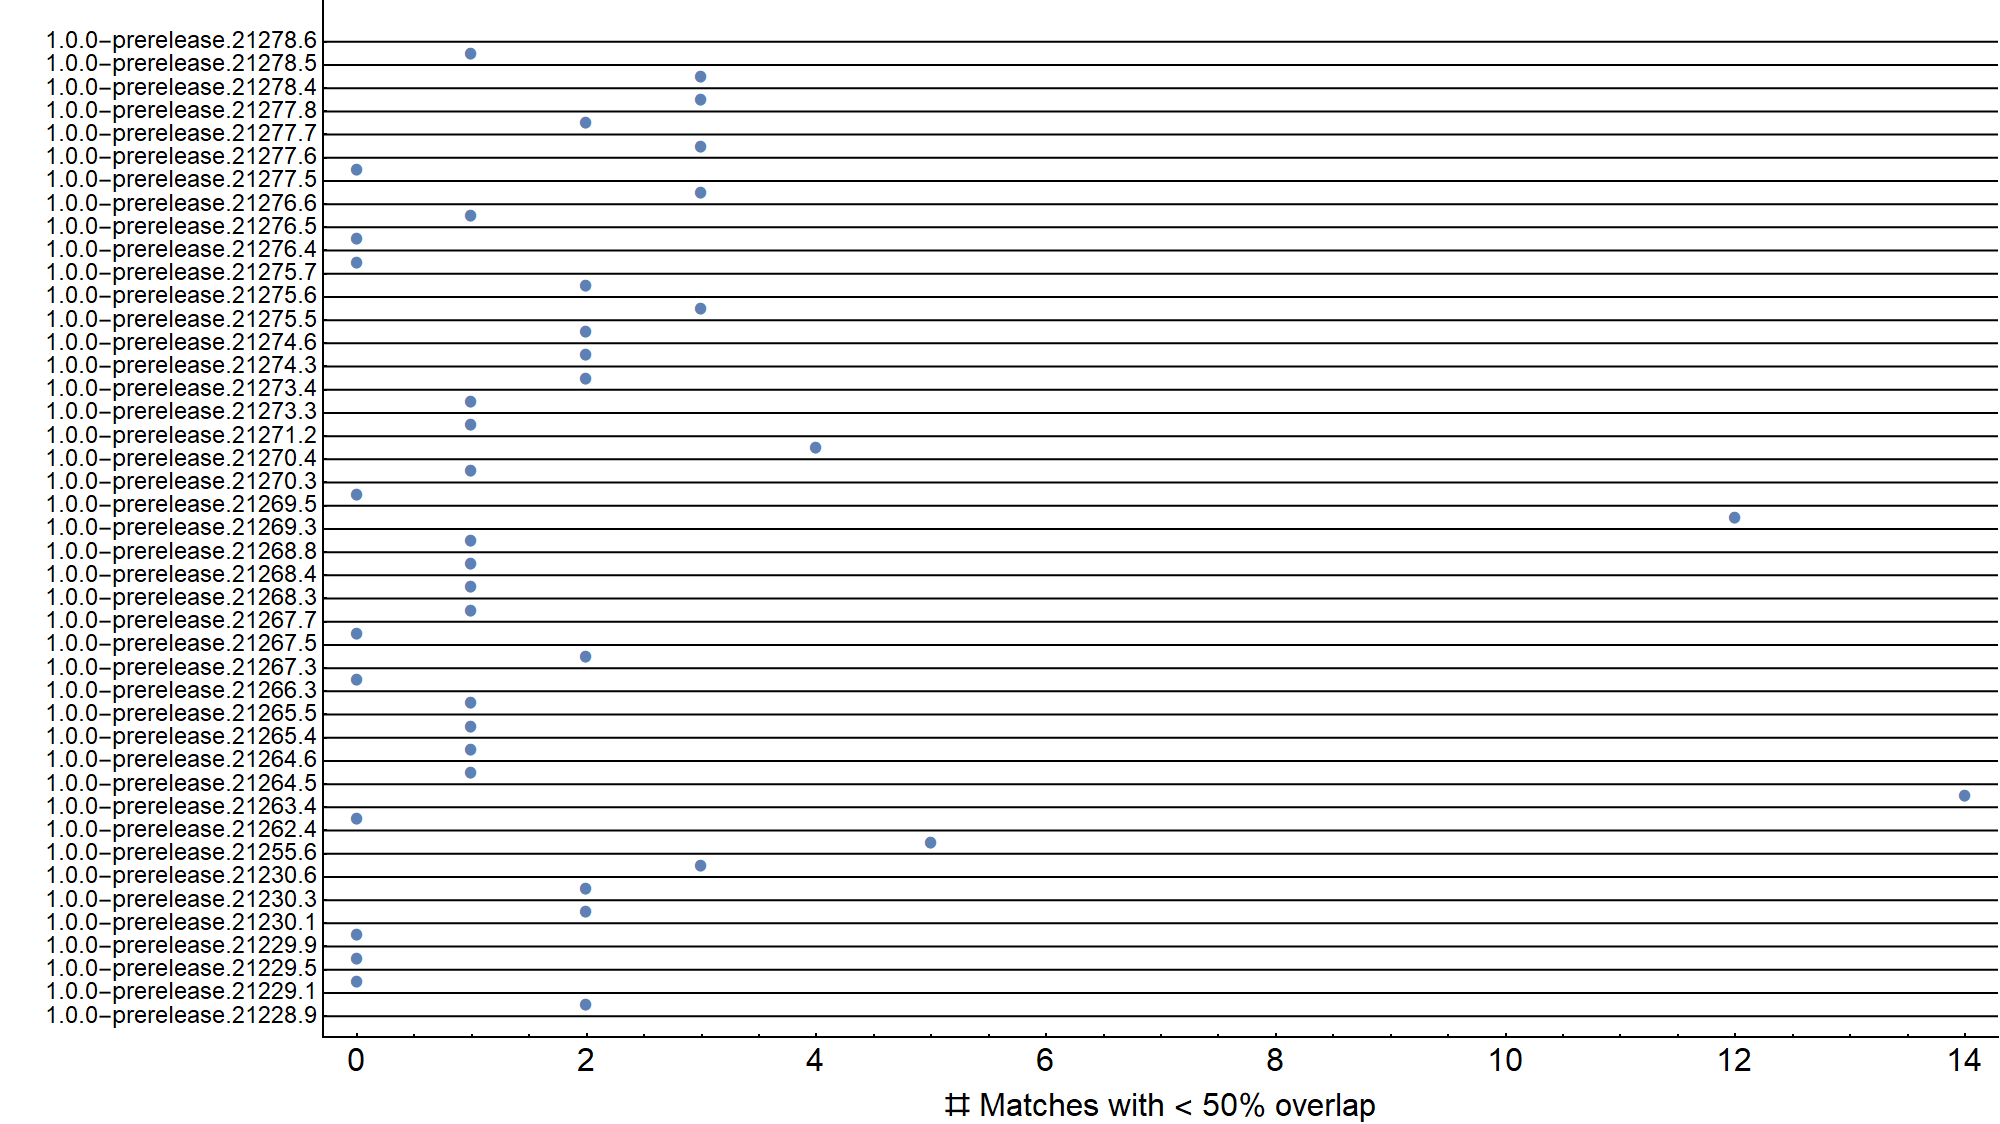 1.0.0−prerelease.21278.6
1.0.0−prerelease.21278.5
1.0.0−prerelease.21278.4
1.0.0−prerelease.21277.8
1.0.0−prerelease.21277.7
1.0.0−prerelease.21277.6
1.0.0−prerelease.21277.5
1.0.0−prerelease.21276.6
1.0.0−prerelease.21276.5
1.0.0−prerelease.21276.4
1.0.0−prerelease.21275.7
1.0.0−prerelease.21275.6
1.0.0−prerelease.21275.5
1.0.0−prerelease.21274.6
1.0.0−prerelease.21274.3
1.0.0−prerelease.21273.4
1.0.0−prerelease.21273.3
1.0.0−prerelease.21271.2
1.0.0−prerelease.21270.4
1.0.0−prerelease.21270.3
1.0.0−prerelease.21269.5
1.0.0−prerelease.21269.3
1.0.0−prerelease.21268.8
1.0.0−prerelease.21268.4
1.0.0−prerelease.21268.3
1.0.0−prerelease.21267.7
1.0.0−prerelease.21267.5
1.0.0−prerelease.21267.3
1.0.0−prerelease.21266.3
1.0.0−prerelease.21265.5
1.0.0−prerelease.21265.4
1.0.0−prerelease.21264.6
1.0.0−prerelease.21264.5
1.0.0−prerelease.21263.4
1.0.0−prerelease.21262.4
1.0.0−prerelease.21255.6
1.0.0−prerelease.21230.6
1.0.0−prerelease.21230.3
1.0.0−prerelease.21230.1
1.0.0−prerelease.21229.9
1.0.0−prerelease.21229.5
1.0.0−prerelease.21229.1
1.0.0−prerelease.21228.9
0 2 4 6 8 10 12 14
# Matches with < 50% overlap